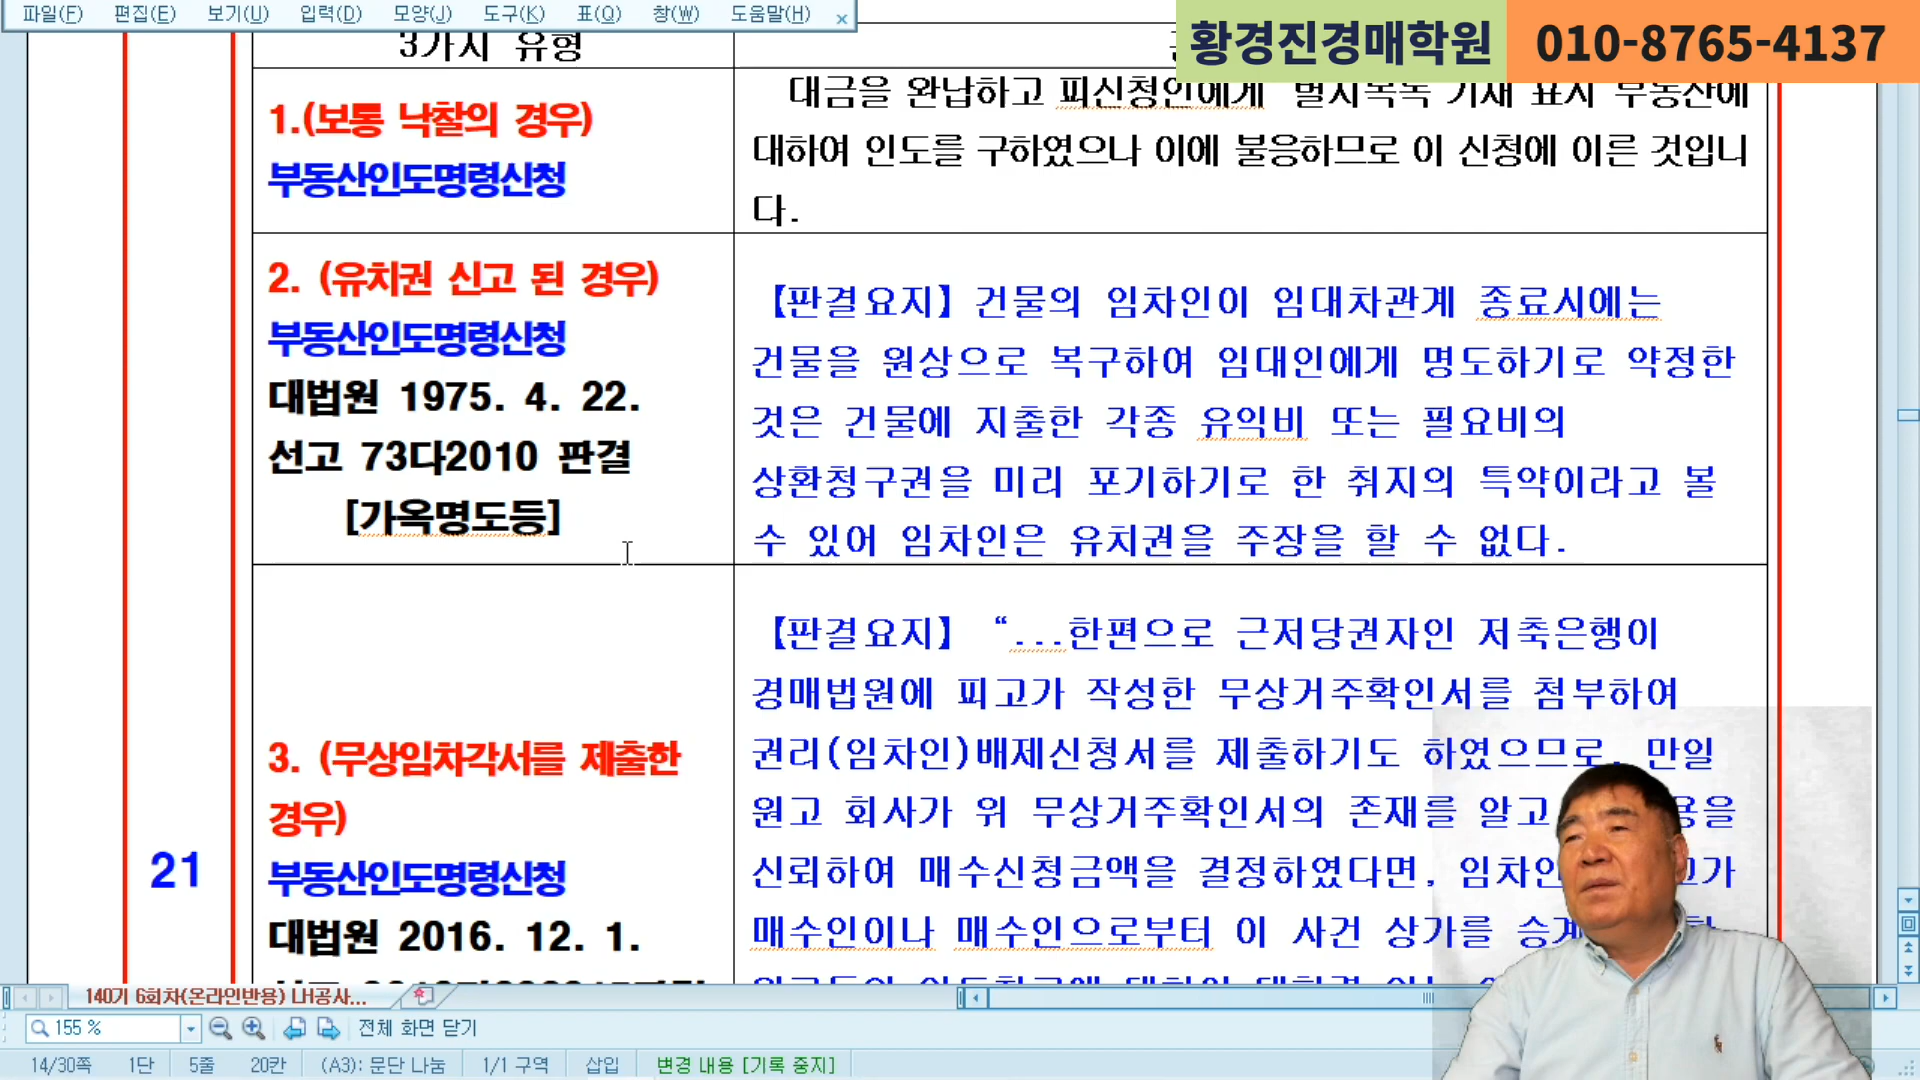 파일(F) 편집(E) 보기(U) 입력(D) 모양(J) 도구(K) 표(Q) 창(W) 도움말(H)
황경진경매학원 010-8765-4137
3가지 유형
1.(보통 낙찰의 경우)
부동산인도명령신청
대금을 완납하고 피신청인에게 별지목록 기재 표시 부동산에
대하여 인도를 구하였으나 이에 불응하므로 이 신청에 이른 것입니
다.
2. (유치권 신고 된 경우)
부동산인도명령신청
대법원 1975. 4. 22.
선고 73다2010 판결
[가옥명도등]
【판결요지】건물의 임차인이 임대차관계 종료시에는
건물을 원상으로 복구하여 임대인에게 명도하기로 약정한
것은 건물에 지출한 각종 유익비 또는 필요비의
상환청구권을 미리 포기하기로 한 취지의 특약이라고 볼
수 있어 임차인은 유치권을 주장을 할 수 없다.
21
3. (무상임차각서를 제출한
경우)
부동산인도명령신청
대법원 2016. 12. 1.
【판결요지】 “...한편으로 근저당권자인 저축은행이
경매법원에 피고가 작성한 무상거주확인서를 첨부하여
권리(임차인)배제신청서를 제출하기도 하였으므로, 만일
원고 회사가 위 무상거주확인서의 존재를 알고
신뢰하여 매수신청금액을 결정하였다면,
매수인이나 매수인으로부터 이 사건 상가를
140기 6회차(온라인반용) LH공사...
155 % 전체 화면 닫기
14/30쪽 1단 5줄 20칸 (A3): 문단 나눔 1/1 구역 삽입 변경 내용 [기록 중지]